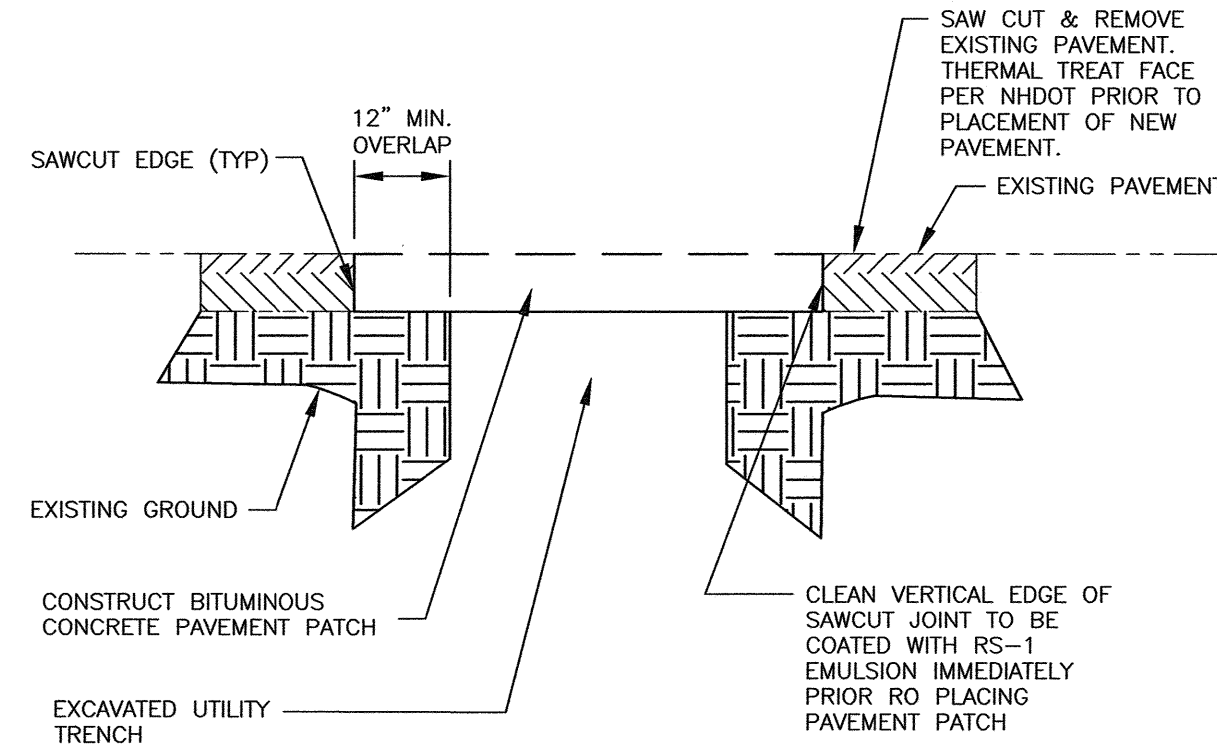 SAW CUT & REMOVE
EXISTING PAVEMENT.
THERMAL TREAT FACE
PER NHDOT PRIOR TO
PLACEMENT OF NEW
PAVEMENT.
12" MIN.
OVERLAP
SAWCUT EDGE (TYP)
EXISTING PAVEMENT
EXISTING GROUND
CONSTRUCT BITUMINOUS
CONCRETE PAVEMENT PATCH
CLEAN VERTICAL EDGE OF
SAWCUT JOINT TO BE
COATED WITH RS-1
EMULSION IMMEDIATELY
PRIOR RO PLACING
PAVEMENT PATCH
EXCAVATED UTILITY
TRENCH